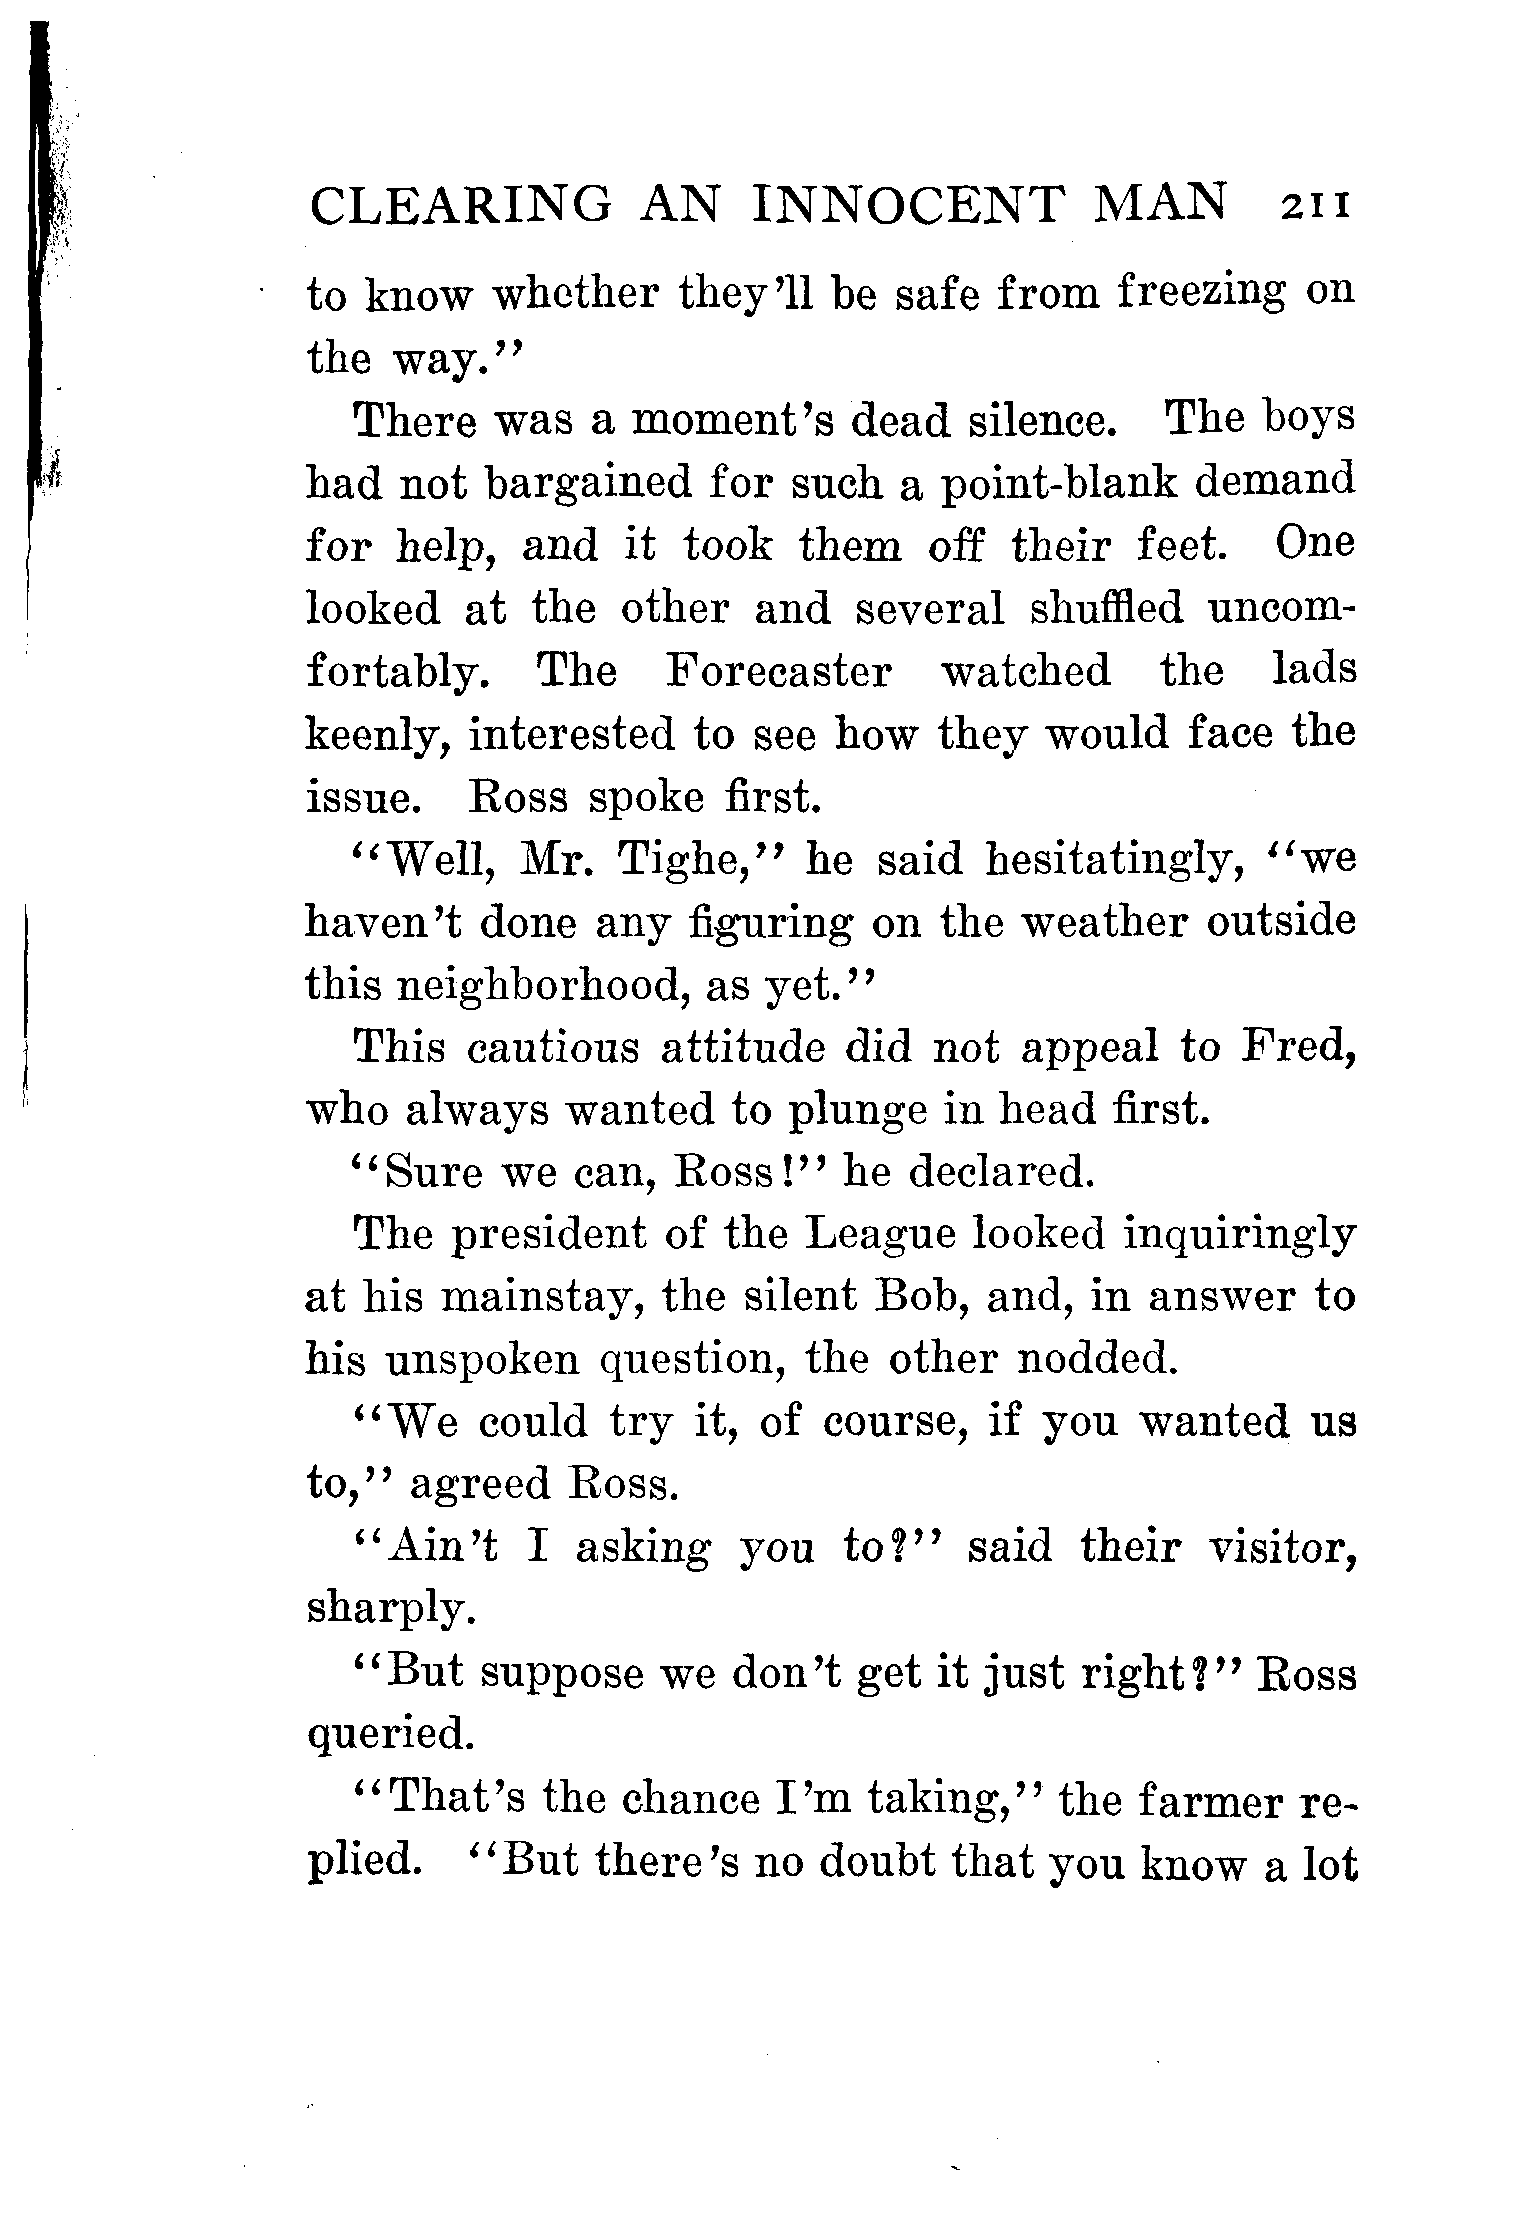 CLEARING AN INNOCENT MAN 211
to know whether they'll be safe from freezing on
the way."
There was a moment's dead silence. The boys
had not bargained for such a point-blank demand
for help, and it took them off their feet. One
looked at the other and several shuffled uncom-
fortably. The Forecaster watched the lads
keenly, interested to see how they would face the
issue. Ross spoke first.
"Well, Mr. Tighe," he said hesitatingly, "we
haven't done any figuring on the weather outside
this neighborhood, as yet."
This cautious attitude did not appeal to Fred,
who always wanted to plunge in head first.
"Sure we can, Ross!" he declared.
The president of the League looked inquiringly
at his mainstay, the silent Bob, and, in answer to
his unspoken question, the other nodded.
"We could try it, of course, if you wanted us
to," agreed Ross.
"Ain't I asking you to?" said their visitor,
sharply.
"But suppose we don't get it just right?" Ross
queried.
"That's the chance I'm taking," the farmer re-
plied. "But there's no doubt that you know a lot